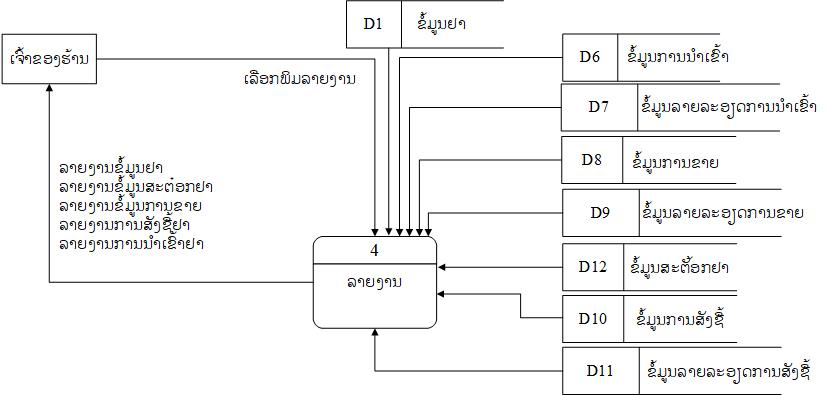 D1 ຂໍ້ມູນຢາ
ເຈົ້າຂອງຮ້ານ
ເລືອກພິມລາຍງານ
D6 ຂໍ້ມູນການນຳເຂົ້າ
D7 ຂໍ້ມູນລາຍລະອຽດການນຳເຂົ້າ
D8 ຂໍ້ມູນການຂາຍ
D9 ຂໍ້ມູນລາຍລະອຽດການຂາຍ
ລາຍງານຂໍ້ມູນຢາ
ລາຍງານຂໍ້ມູນສະຕ໋ອກຢາ
ລາຍງານຂໍ້ມູນການຂາຍ
ລາຍງານການສັ່ງຊື້ຢາ
ລາຍງານການນຳເຂົ້າຢາ
4
ລາຍງານ
D12 ຂໍ້ມູນສະຕ໊ອກຢາ
D10 ຂໍ້ມູນການສັ່ງຊື້
D11 ຂໍ້ມູນລາຍລະອຽດການສັ່ງຊື້